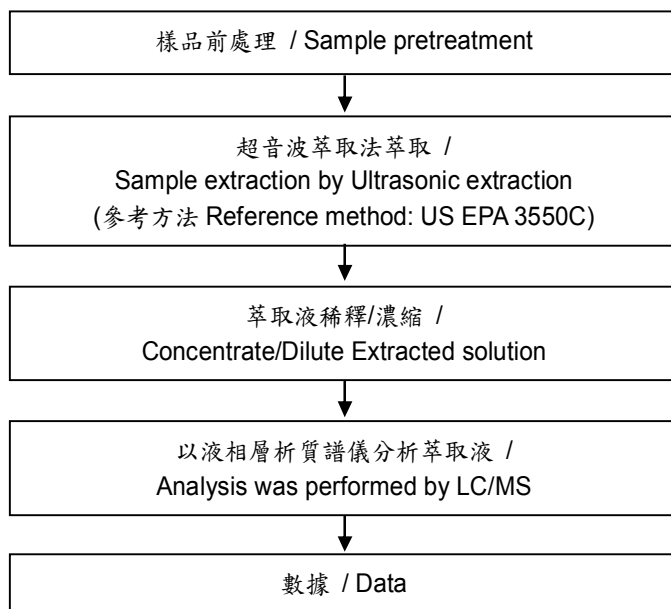 樣品前處理 / Sample pretreatment
超音波萃取法萃取 /
Sample extraction by Ultrasonic extraction
(參考方法 Reference method: US EPA 3550C)
萃取液稀釋/濃縮 /
Concentrate/Dilute Extracted solution
以液相層析質譜儀分析萃取液 /
Analysis was performed by LC/MS
數據 / Data